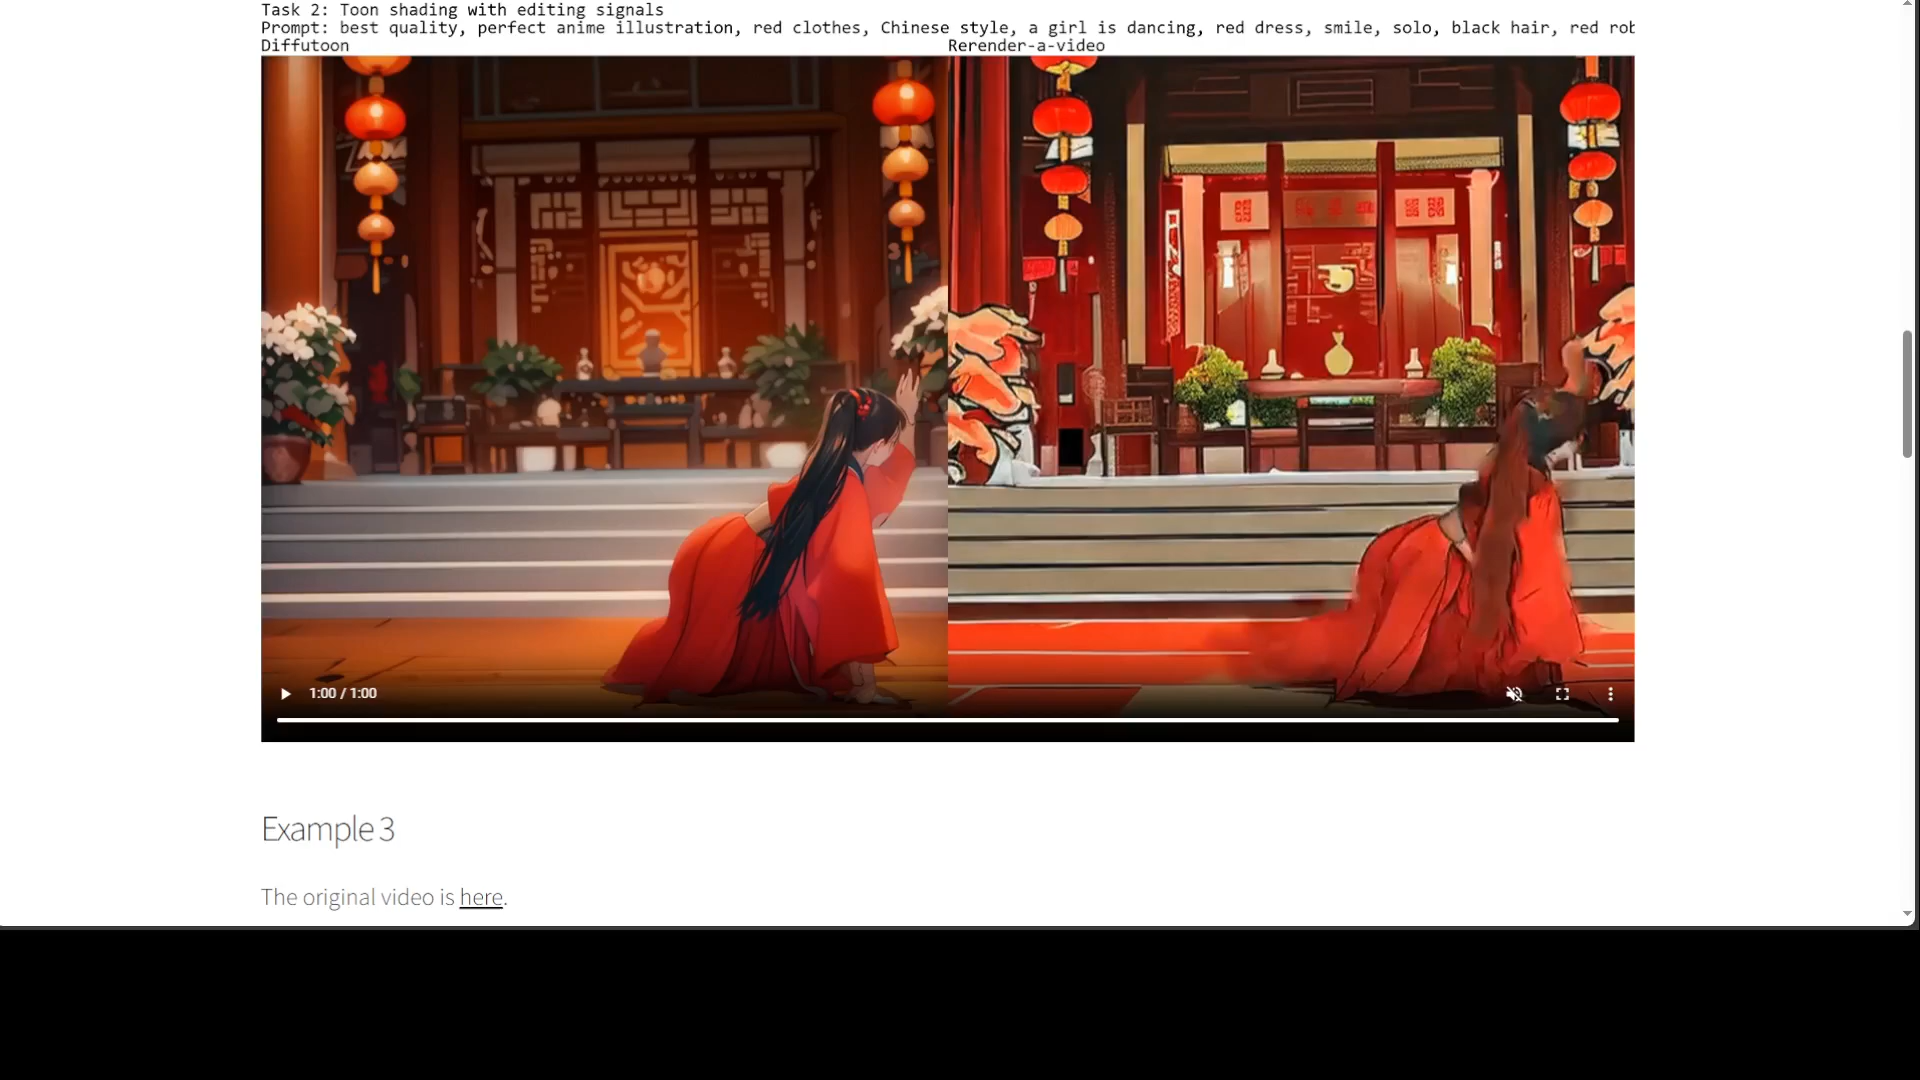 Task 2: Toon shading with editing signals
Prompt: best quality, perfect anime illustration, red clothes, Chinese style, a girl is dancing, red dress, smile, solo, black hair, red rob
Diffutoon
Rerender-a-video
1:00 / 1:00
Example 3
The original video is here.